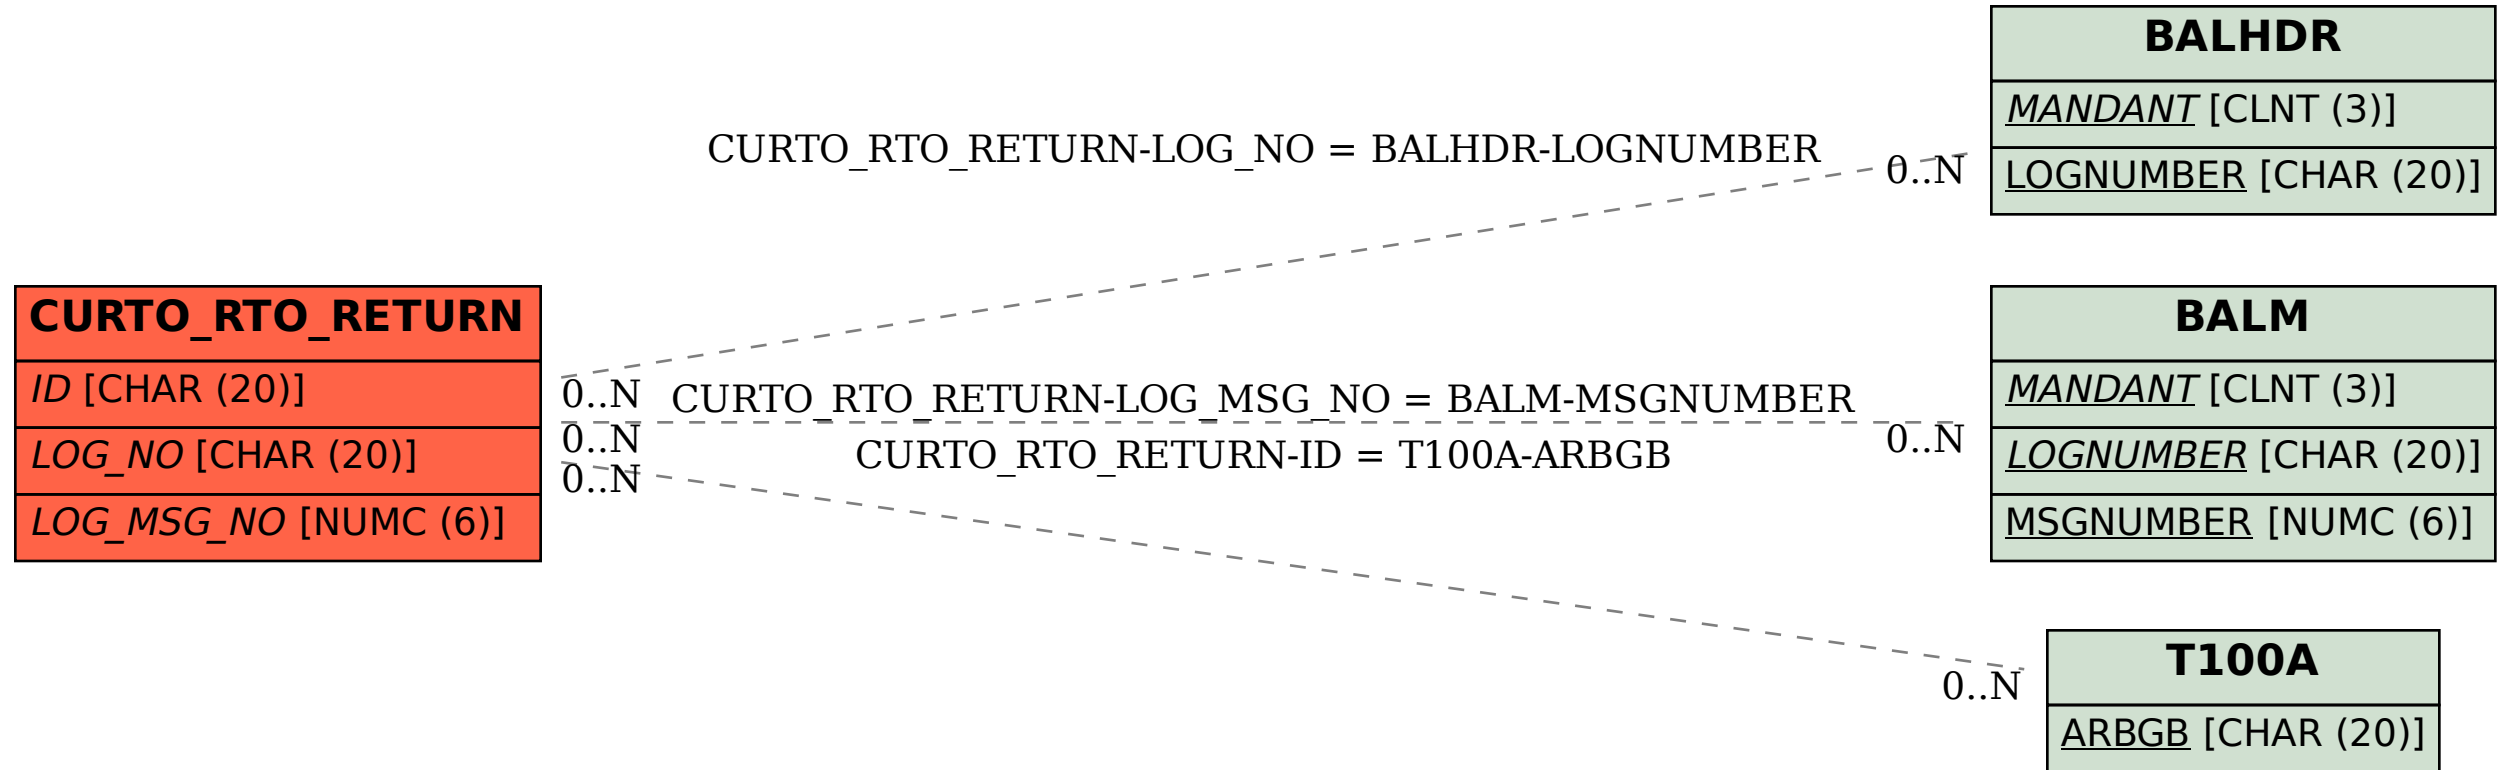 BALHDR
MANDANT [CLNT (3)]
LOGNUMBER [CHAR (20)]
CURTO_RTO_RETURN-LOG_NO = BALHDR-LOGNUMBER
0..N
0..N
CURTO_RTO_RETURN
ID [CHAR (20)]
LOG_NO [CHAR (20)]
LOG_MSG_NO [NUMC (6)]
CURTO_RTO_RETURN-LOG_MSG_NO = BALM-MSGNUMBER
0..N
0..N
BALM
MANDANT [CLNT (3)]
LOGNUMBER [CHAR (20)]
MSGNUMBER [NUMC (6)]
CURTO_RTO_RETURN-ID = T100A-ARBGB
0..N
0..N
T100A
ARBGB [CHAR (20)]